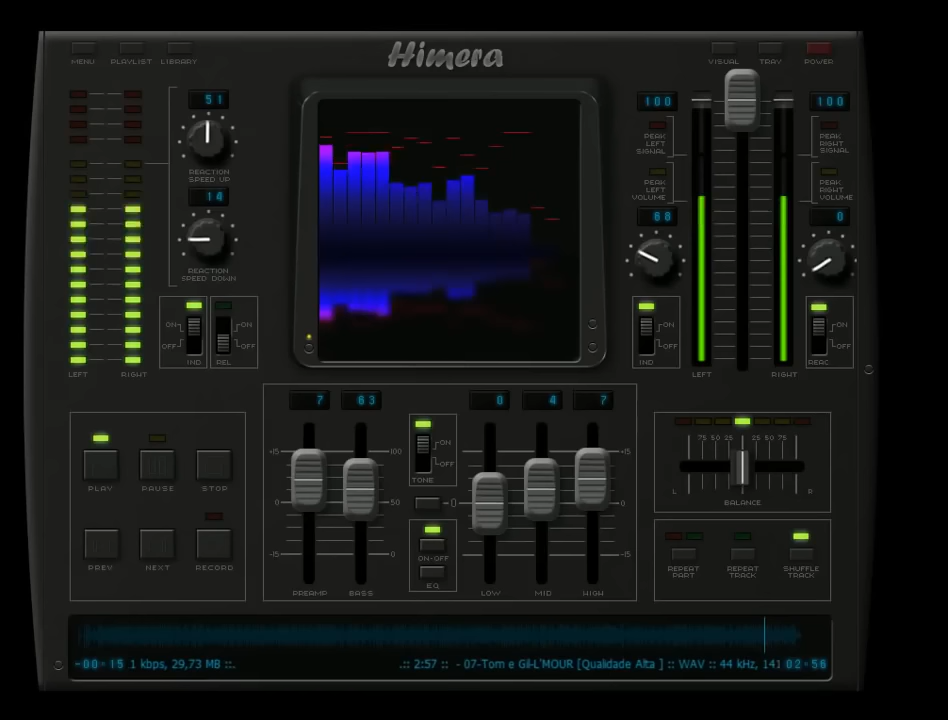 MENU PLAYLIST LIBRARY
Himera
VISUAL TRAY POWER
51
REACTION
SPEED UP
14
REACTION
SPEED DOWN
ON
OFF
IND
ON
OFF
REL
LEFT RIGHT
100
PEAK
LEFT
SIGNAL
PEAK
LEFT
VOLUME
68
ON
OFF
IND
LEFT RIGHT
100
PEAK
RIGHT
SIGNAL
PEAK
RIGHT
VOLUME
0
ON
OFF
REAC
PLAY PAUSE STOP
PREV NEXT RECORD
7 63
+15 100
0 50
-15 0
PREAMP BASS
ON
OFF
TONE
0
ON-OFF
EQ
0 4 7
+15
0
-15
LOW MID HIGH
75 50 25 25 50 75
L R
BALANCE
REPEAT
PART
REPEAT
TRACK
SHUFFLE
TRACK
-00:15 .1 kbps, 29,73 MB ::. .:: 2:57 :: - 07-Tom e Gil-L'MOUR [Qualidade Alta ] :: WAV :: 44 kHz, 141 02:56